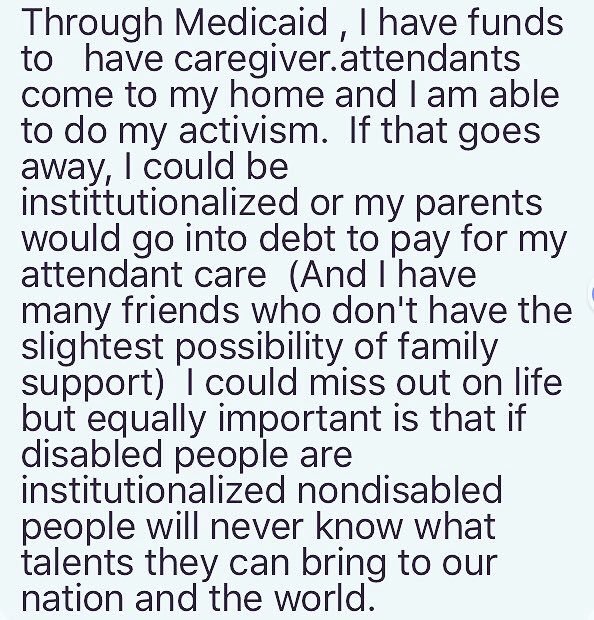 Through Medicaid , I have funds
to   have caregiver.attendants
come to my home and I am able
to do my activism.  If that goes
away, I could be
instittutionalized or my parents
would go into debt to pay for my
attendant care  (And I have
many friends who don't have the
slightest possibility of family
support)  I could miss out on life
but equally important is that if
disabled people are
institutionalized nondisabled
people will never know what
talents they can bring to our
nation and the world.